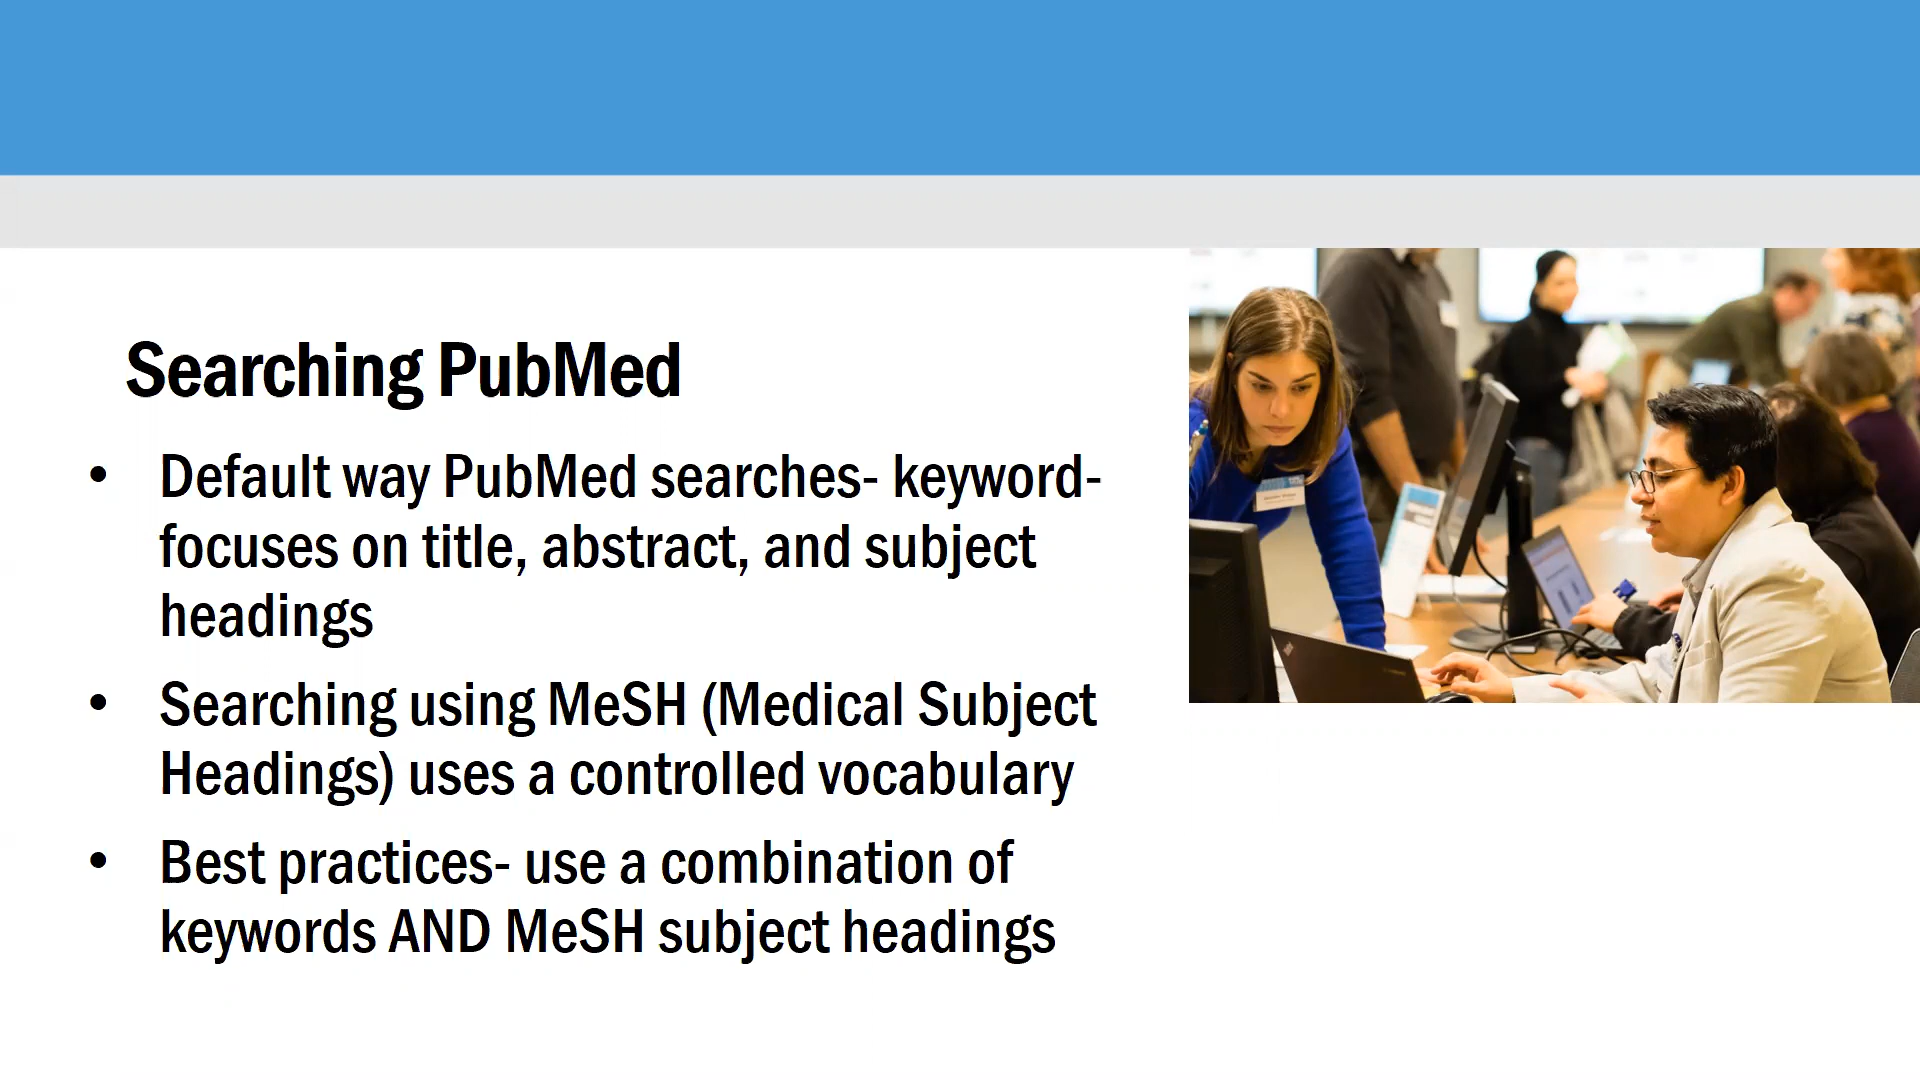 Searching PubMed
• Default way PubMed searches- keyword-
focuses on title, abstract, and subject
headings
• Searching using MeSH (Medical Subject
Headings) uses a controlled vocabulary
• Best practices- use a combination of
keywords AND MeSH subject headings